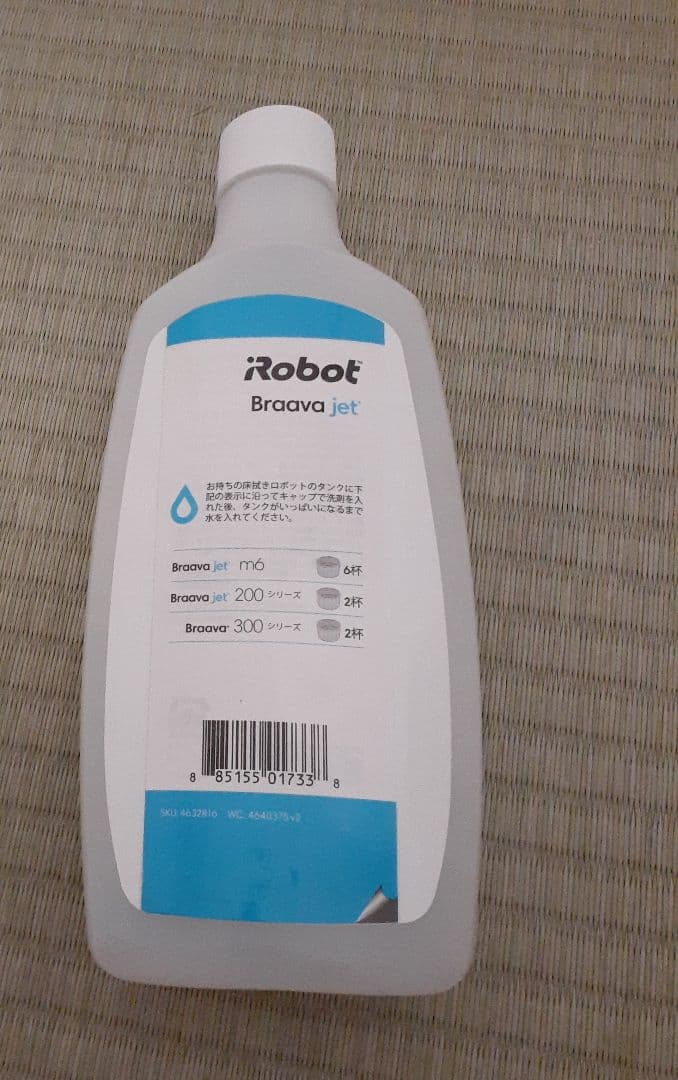 iRobot™
Braava jet®
お持ちの床拭きロボットのタンクに下
記の表示に沿ってキャップで洗剤を入
れた後、タンクがいっぱいになるまで
水を入れてください。
Braava jet® m6 6杯
Braava jet® 200 シリーズ 2杯
Braava® 300 シリーズ 2杯
8 85155 01733 8
SKU: 4632816 WC: 4640375 v2